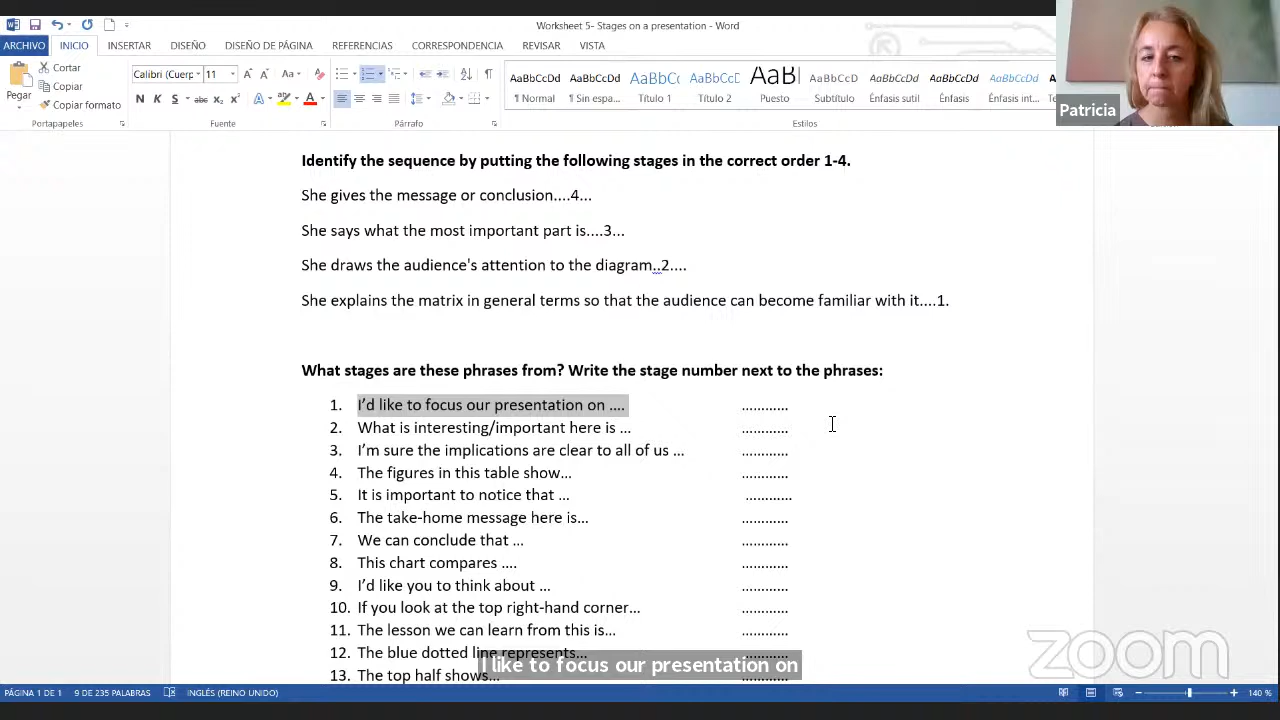 Worksheet 5- Stages on a presentation - Word
ARCHIVO INICIO INSERTAR DISEÑO DISEÑO DE PÁGINA REFERENCIAS CORRESPONDENCIA REVISAR VISTA
Pegar
Cortar
Copiar
Copiar formato
Portapapeles
Calibri (Cuerp 11
N K S abc x₂ x²
Fuente
Párrafo
AaBbCcDd AaBbCcDd AaBbC( AaBbCcD AaB( AaBbCcD AaBbCcDd AaBbCcDd AaBbCcDd
¶ Normal ¶ Sin espa... Título 1 Título 2 Puesto Subtítulo Énfasis sutil Énfasis Énfasis int...
Estilos
Patricia
Identify the sequence by putting the following stages in the correct order 1-4.
She gives the message or conclusion....4...
She says what the most important part is....3...
She draws the audience's attention to the diagram..2....
She explains the matrix in general terms so that the audience can become familiar with it....1.
What stages are these phrases from? Write the stage number next to the phrases:
1. I’d like to focus our presentation on .... ............
2. What is interesting/important here is ... ............
3. I’m sure the implications are clear to all of us ... ............
4. The figures in this table show... ............
5. It is important to notice that ... ............
6. The take-home message here is... ............
7. We can conclude that ... ............
8. This chart compares .... ............
9. I’d like you to think about ... ............
10. If you look at the top right-hand corner... ............
11. The lesson we can learn from this is... ............
12. The blue dotted line represents... ............
13. The top half shows... ............
I like to focus our presentation on
zoom
PÁGINA 1 DE 1 9 DE 235 PALABRAS INGLÉS (REINO UNIDO) 140 %